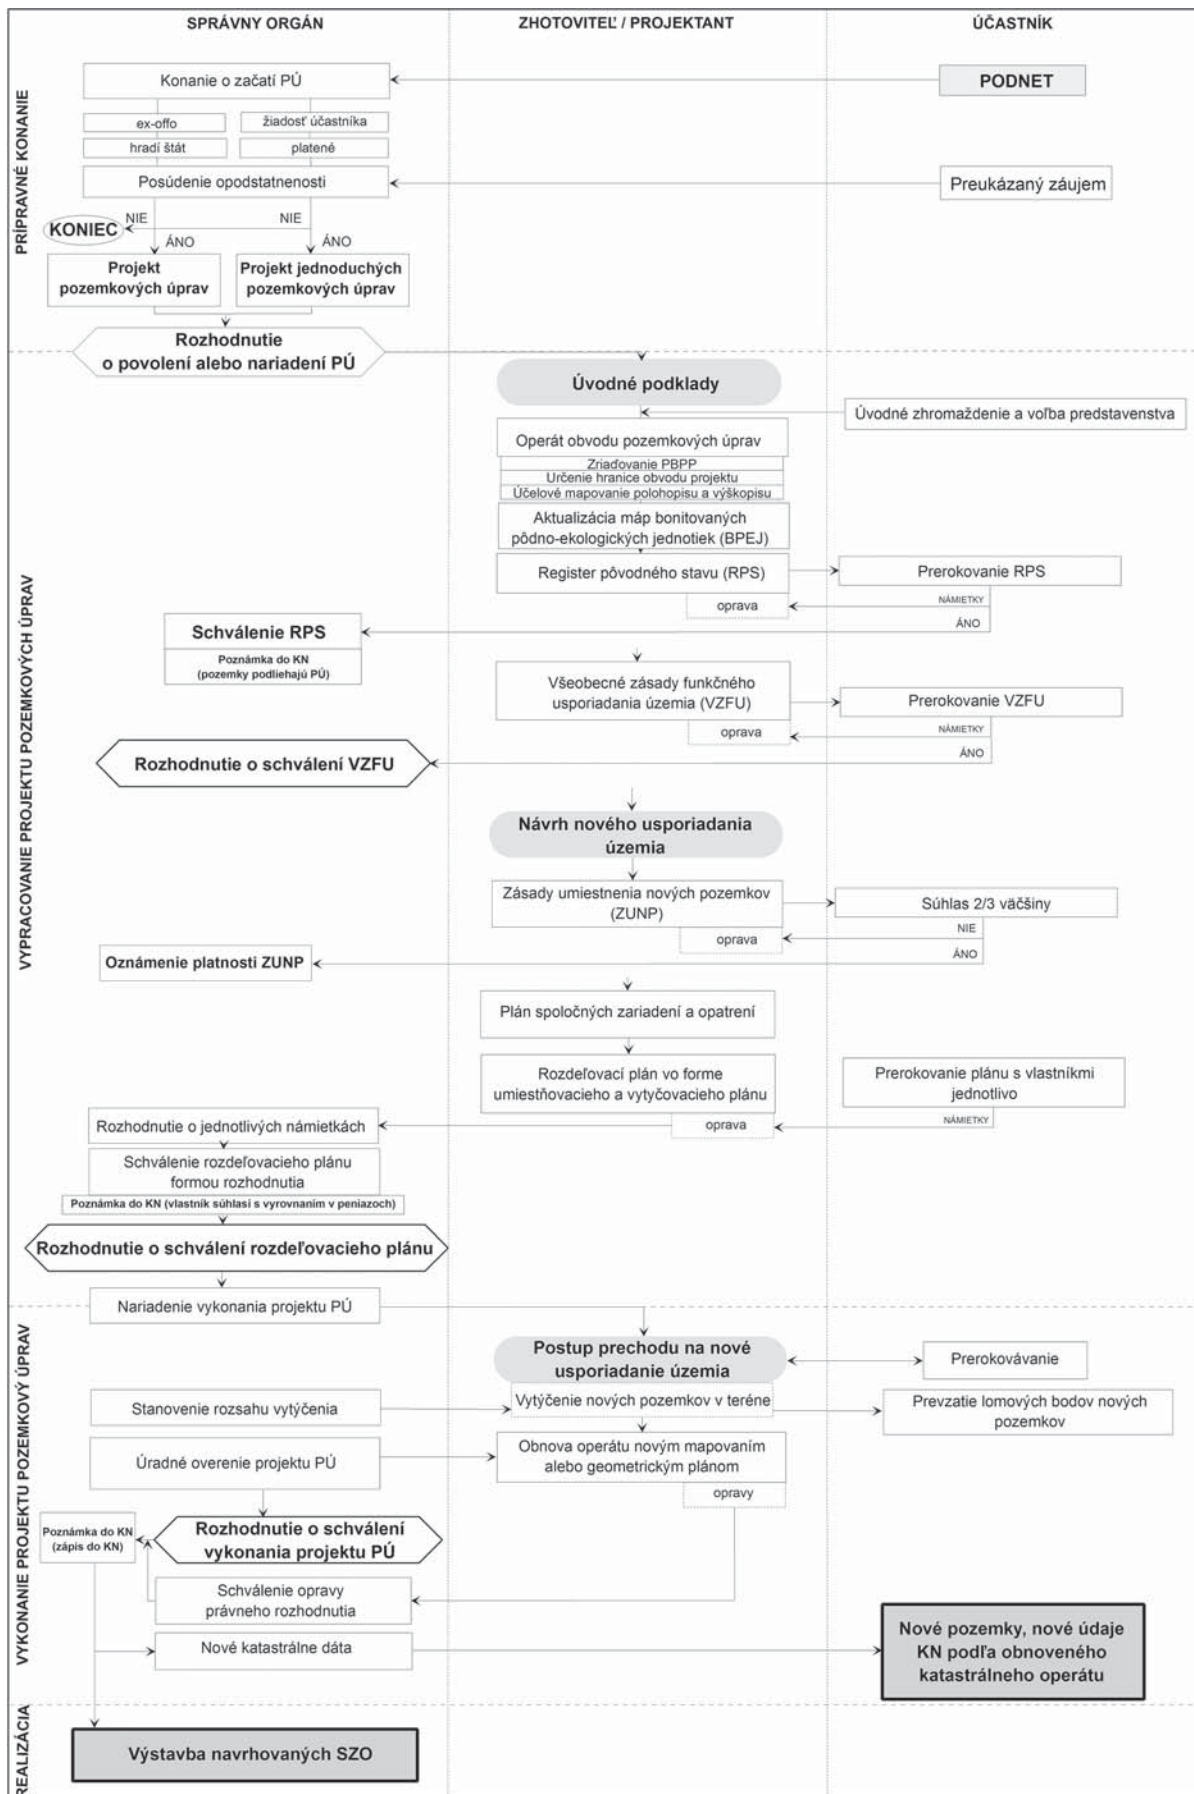 SPRÁVNY ORGÁN
ZHOTOVITEĽ / PROJEKTANT
ÚČASTNÍK
PRÍPRAVNÉ KONANIE
Konanie o začatí PÚ
PODNET
ex-offo
žiadosť účastníka
hradí štát
platené
Posúdenie opodstatnenosti
Preukázaný záujem
KONIEC
NIE
NIE
ÁNO
ÁNO
Projekt
pozemkových úprav
Projekt jednoduchých
pozemkových úprav
Rozhodnutie
o povolení alebo nariadení PÚ
VYPRACOVANIE PROJEKTU POZEMKOVÝCH ÚPRAV
Úvodné podklady
Úvodné zhromaždenie a voľba predstavenstva
Operát obvodu pozemkových úprav
Zriaďovanie PBPP
Určenie hranice obvodu projektu
Účelové mapovanie polohopisu a výškopisu
Aktualizácia máp bonitovaných
pôdno-ekologických jednotiek (BPEJ)
Register pôvodného stavu (RPS)
Prerokovanie RPS
oprava
NÁMIETKY
ÁNO
Schválenie RPS
Poznámka do KN
(pozemky podliehajú PÚ)
Všeobecné zásady funkčného
usporiadania územia (VZFU)
Prerokovanie VZFU
oprava
NÁMIETKY
ÁNO
Rozhodnutie o schválení VZFU
Návrh nového usporiadania
územia
Zásady umiestnenia nových pozemkov
(ZUNP)
Súhlas 2/3 väčšiny
oprava
NIE
ÁNO
Oznámenie platnosti ZUNP
Plán spoločných zariadení a opatrení
Rozdeľovací plán vo forme
umiestňovacieho a vytyčovacieho plánu
Prerokovanie plánu s vlastníkmi
jednotlivo
oprava
NÁMIETKY
Rozhodnutie o jednotlivých námietkách
Schválenie rozdeľovacieho plánu
formou rozhodnutia
Poznámka do KN (vlastník súhlasi s vyrovnaním v peniazoch)
Rozhodnutie o schválení rozdeľovacieho plánu
Nariadenie vykonania projektu PÚ
VYKONANIE PROJEKTU POZEMKOVÝ ÚPRAV
Postup prechodu na nové
usporiadanie územia
Prerokovávanie
Stanovenie rozsahu vytýčenia
Vytýčenie nových pozemkov v teréne
Prevzatie lomových bodov nových
pozemkov
Úradné overenie projektu PÚ
Obnova operátu novým mapovaním
alebo geometrickým plánom
opravy
Poznámka do KN
(zápis do KN)
Rozhodnutie o schválení
vykonania projektu PÚ
Schválenie opravy
právneho rozhodnutia
Nové katastrálne dáta
Nové pozemky, nové údaje
KN podľa obnoveného
katastrálneho operátu
REALIZÁCIA
Výstavba navrhovaných SZO